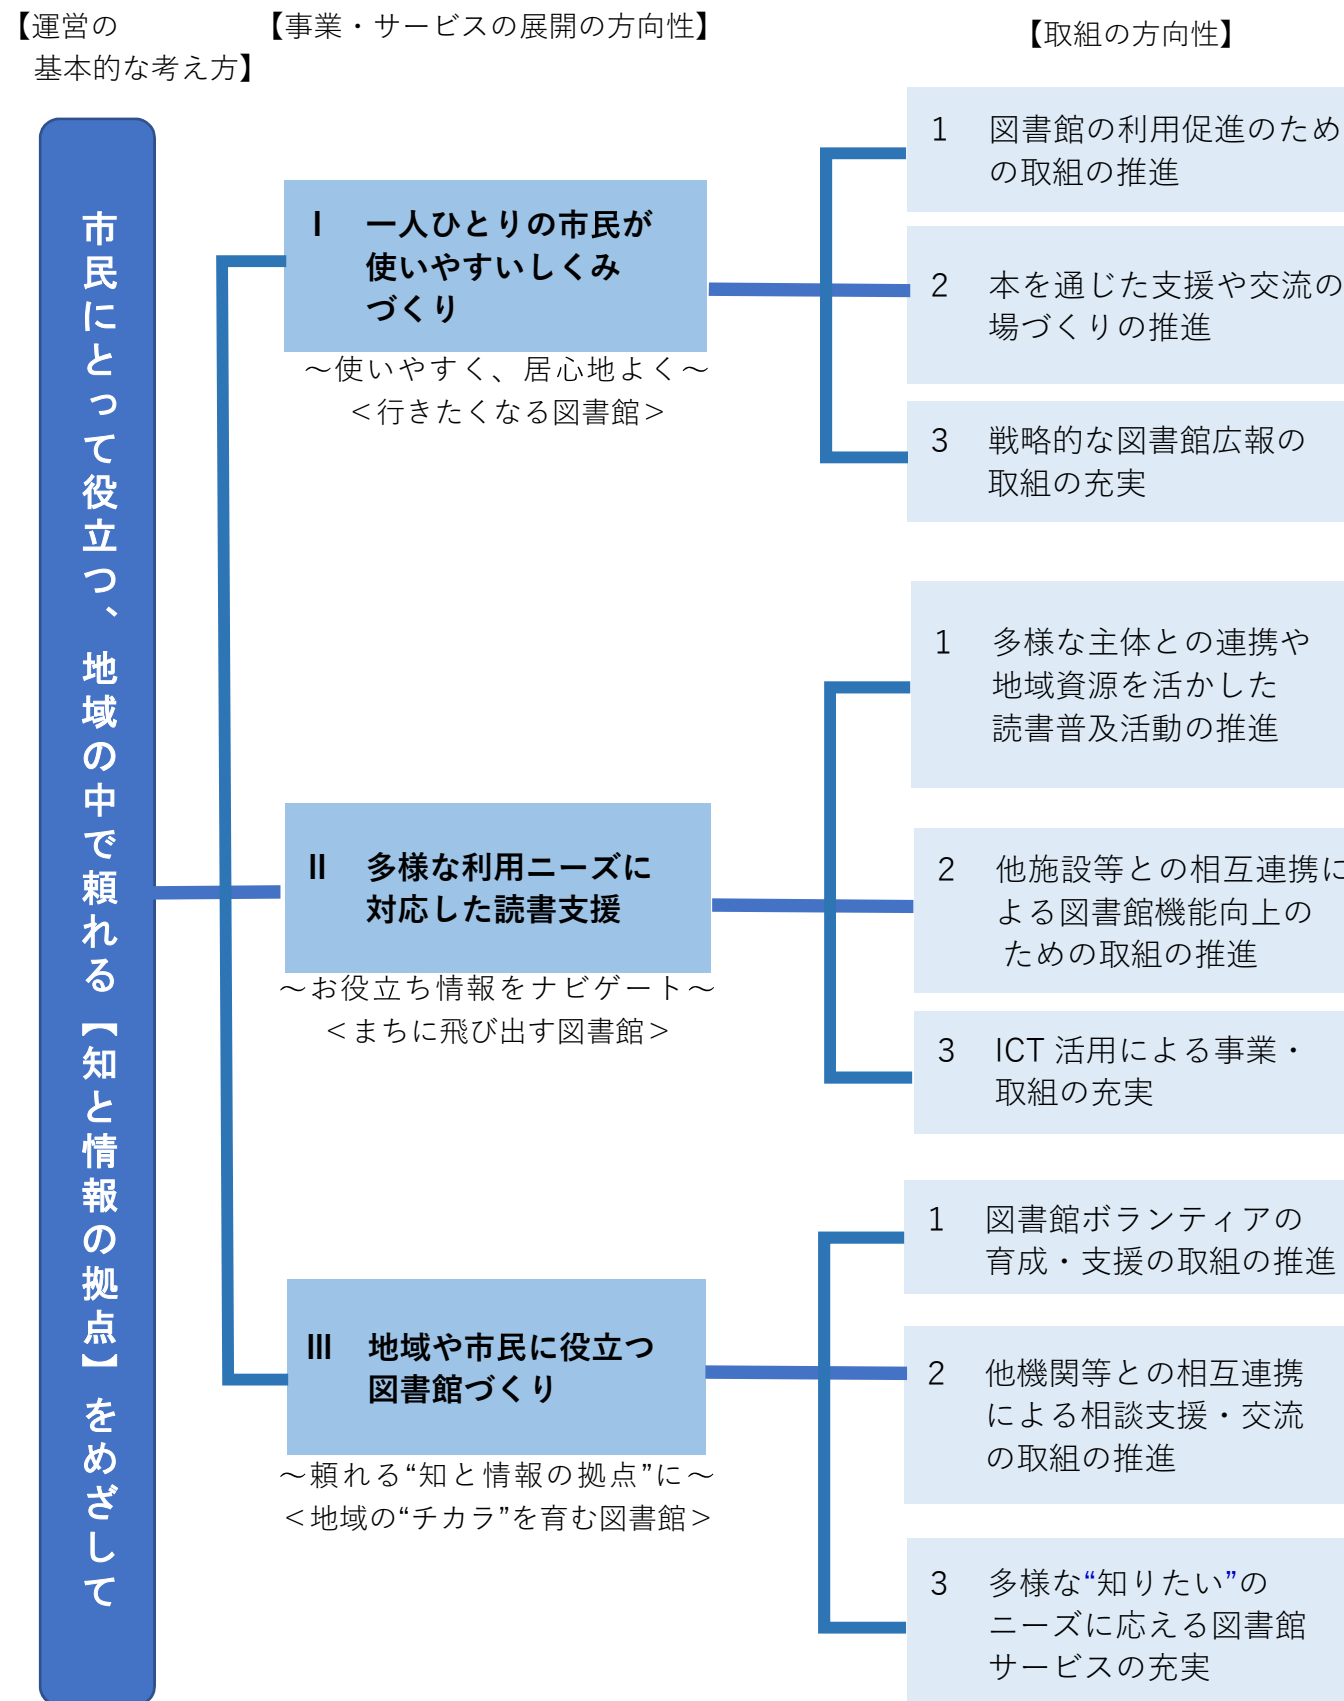 【運営の
基本的な考え方】
【事業・サービスの展開の方向性】
【取組の方向性】
市民にとって役立つ、地域の中で頼れる【知と情報の拠点】をめざして
Ⅰ　一人ひとりの市民が
使いやすいしくみ
づくり
～使いやすく、居心地よく～
＜行きたくなる図書館＞
1　図書館の利用促進のため
の取組の推進
2　本を通じた支援や交流の
場づくりの推進
3　戦略的な図書館広報の
取組の充実
Ⅱ　多様な利用ニーズに
対応した読書支援
～お役立ち情報をナビゲート～
＜まちに飛び出す図書館＞
1　多様な主体との連携や
地域資源を活かした
読書普及活動の推進
2　他施設等との相互連携に
よる図書館機能向上の
ための取組の推進
3　ICT 活用による事業・
取組の充実
Ⅲ　地域や市民に役立つ
図書館づくり
～頼れる“知と情報の拠点”に～
＜地域の“チカラ”を育む図書館＞
1　図書館ボランティアの
育成・支援の取組の推進
2　他機関等との相互連携
による相談支援・交流
の取組の推進
3　多様な“知りたい”の
ニーズに応える図書館
サービスの充実